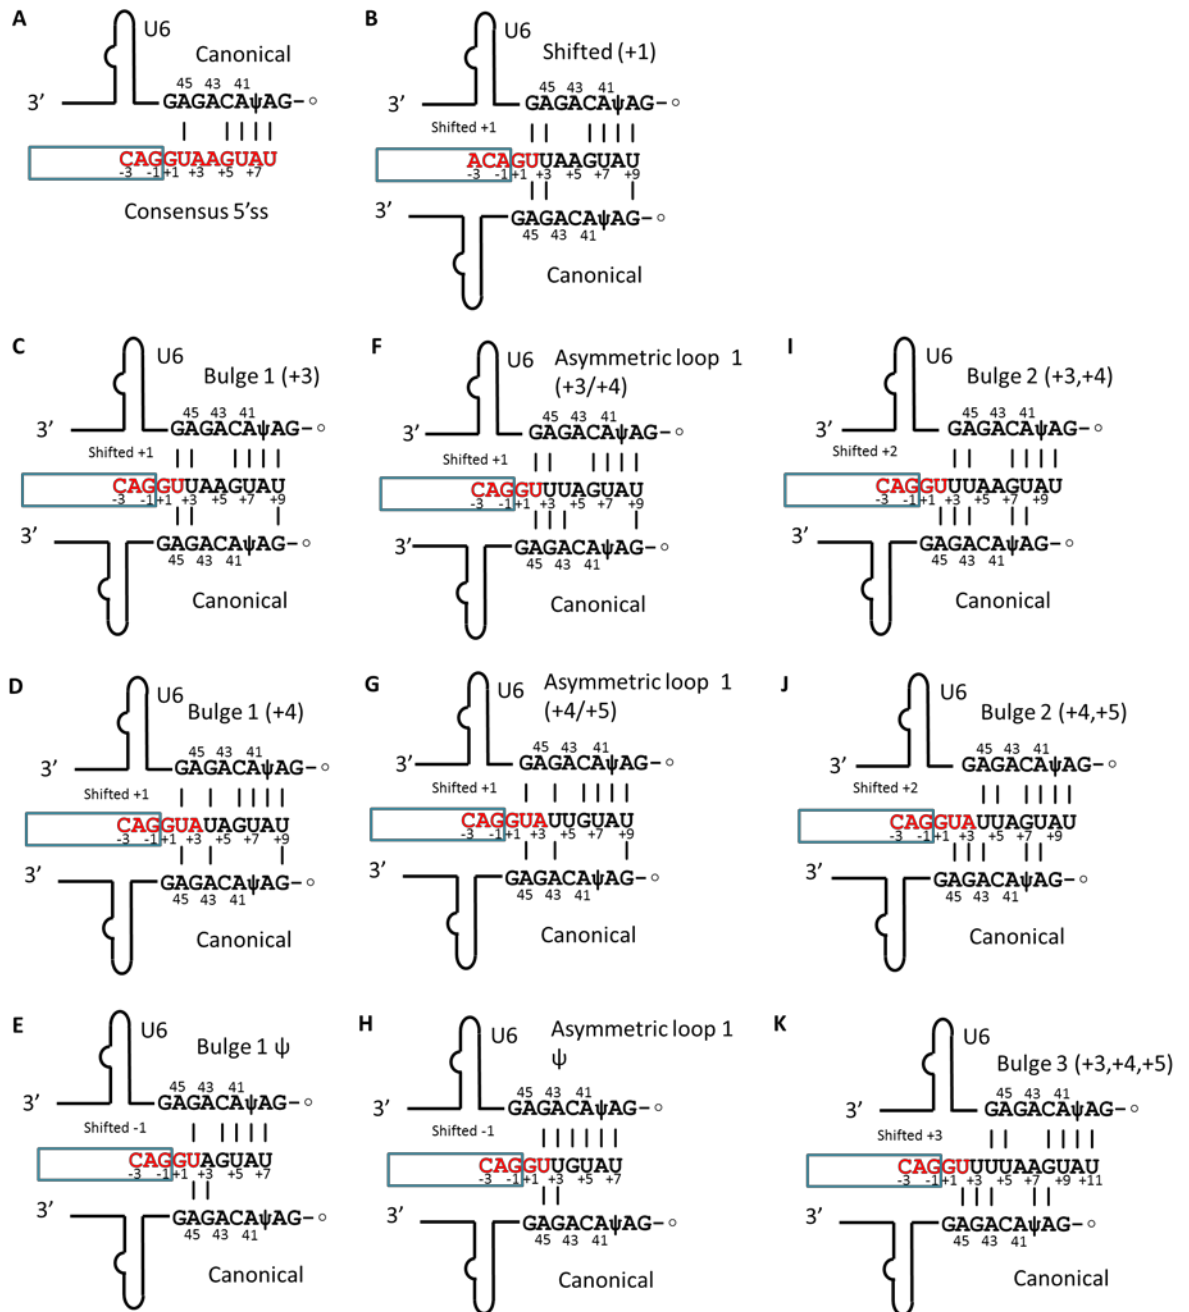 A
U6
Canonical
45 43 41
3' GAGACAψAG-○
CAGGUAAGUAU
-3 -1 +1 +3 +5 +7
Consensus 5'ss
B
U6
Shifted (+1)
45 43 41
3' GAGACAψAG-○
Shifted +1
ACAGUUAAGUAU
-3 -1 +1 +3 +5 +7 +9
3' GAGACAψAG-○
45 43 41
Canonical
C
U6
Bulge 1 (+3)
45 43 41
3' GAGACAψAG-○
Shifted +1
CAGGUUAAGUAU
-3 -1 +1 +3 +5 +7 +9
3' GAGACAψAG-○
45 43 41
Canonical
F
U6
Asymmetric loop 1
(+3/+4)
45 43 41
3' GAGACAψAG-○
Shifted +1
CAGGUUUAGUAU
-3 -1 +1 +3 +5 +7 +9
3' GAGACAψAG-○
45 43 41
Canonical
I
U6
Bulge 2 (+3,+4)
45 43 41
3' GAGACAψAG-○
Shifted +2
CAGGUUUAAGUAU
-3 -1 +1 +3 +5 +7 +9
3' GAGACAψAG-○
45 43 41
Canonical
D
U6
Bulge 1 (+4)
45 43 41
3' GAGACAψAG-○
Shifted +1
CAGGUAUAGUAU
-3 -1 +1 +3 +5 +7 +9
3' GAGACAψAG-○
45 43 41
Canonical
G
U6
Asymmetric loop 1
(+4/+5)
45 43 41
3' GAGACAψAG-○
Shifted +1
CAGGUAUUGUAU
-3 -1 +1 +3 +5 +7 +9
3' GAGACAψAG-○
45 43 41
Canonical
J
U6
Bulge 2 (+4,+5)
45 43 41
3' GAGACAψAG-○
Shifted +2
CAGGUAUUAGUAU
-3 -1 +1 +3 +5 +7 +9
3' GAGACAψAG-○
45 43 41
Canonical
E
U6
Bulge 1 ψ
45 43 41
3' GAGACAψAG-○
Shifted -1
CAGGUAGUAU
-3 -1 +1 +3 +5 +7
3' GAGACAψAG-○
45 43 41
Canonical
H
U6
Asymmetric loop 1
ψ
45 43 41
3' GAGACAψAG-○
Shifted -1
CAGGUUGUAU
-3 -1 +1 +3 +5 +7
3' GAGACAψAG-○
45 43 41
Canonical
K
U6
Bulge 3 (+3,+4,+5)
45 43 41
3' GAGACAψAG-○
Shifted +3
CAGGUUUUAAGUAU
-3 -1 +1 +3 +5 +7 +9 +11
3' GAGACAψAG-○
45 43 41
Canonical